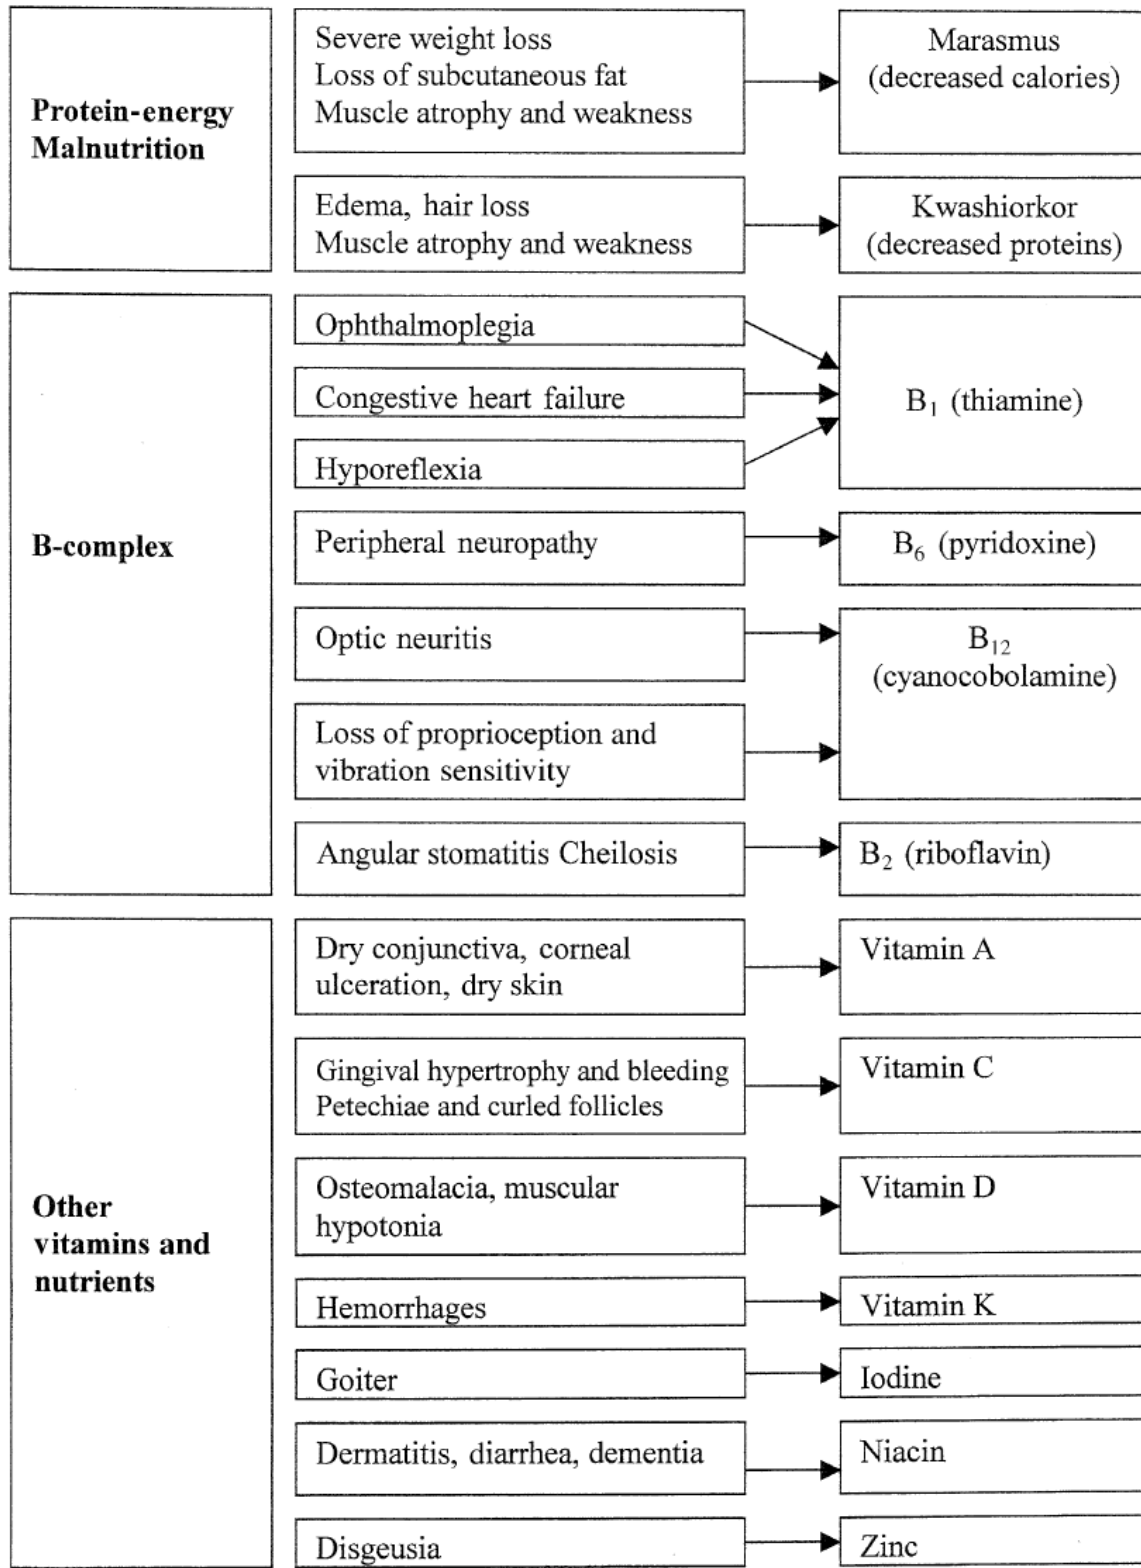 Protein-energy
Malnutrition
Severe weight loss
Loss of subcutaneous fat
Muscle atrophy and weakness
Marasmus
(decreased calories)
Edema, hair loss
Muscle atrophy and weakness
Kwashiorkor
(decreased proteins)
B-complex
Ophthalmoplegia
Congestive heart failure
Hyporeflexia
B₁ (thiamine)
Peripheral neuropathy
B₆ (pyridoxine)
Optic neuritis
Loss of proprioception and
vibration sensitivity
B₁₂
(cyanocobolamine)
Angular stomatitis Cheilosis
B₂ (riboflavin)
Other
vitamins and
nutrients
Dry conjunctiva, corneal
ulceration, dry skin
Vitamin A
Gingival hypertrophy and bleeding
Petechiae and curled follicles
Vitamin C
Osteomalacia, muscular
hypotonia
Vitamin D
Hemorrhages
Vitamin K
Goiter
Iodine
Dermatitis, diarrhea, dementia
Niacin
Disgeusia
Zinc